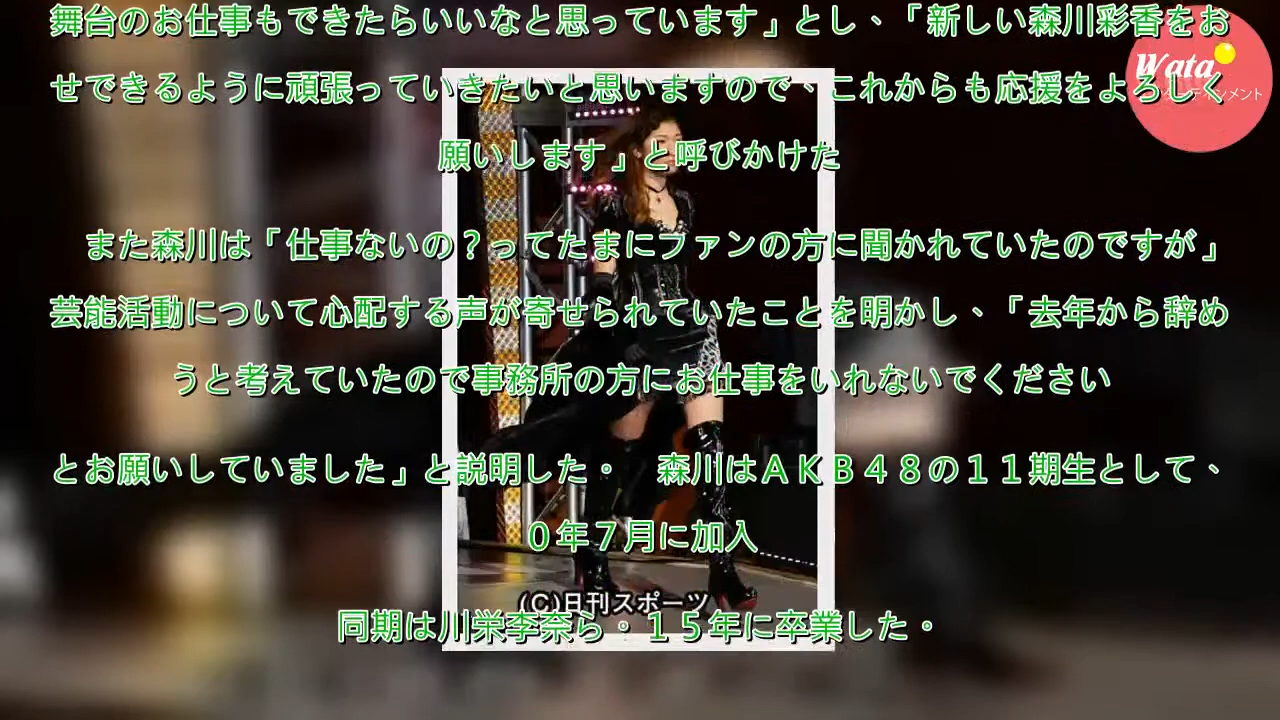 舞台のお仕事もできたらいいなと思っています」とし、「新しい森川彩香をお
せできるように頑張っていきたいと思いますので、これからも応援をよろしく
願いします」と呼びかけた
また森川は「仕事ないの？ってたまにファンの方に聞かれていたのですが」
芸能活動について心配する声が寄せられていたことを明かし、「去年から辞め
うと考えていたので事務所の方にお仕事をいれないでください
とお願いしていました」と説明した。　森川はＡＫＢ４８の１１期生として、
０年７月に加入
同期は川栄李奈ら。１５年に卒業した。
(C)日刊スポーツ
Wata
テインメント